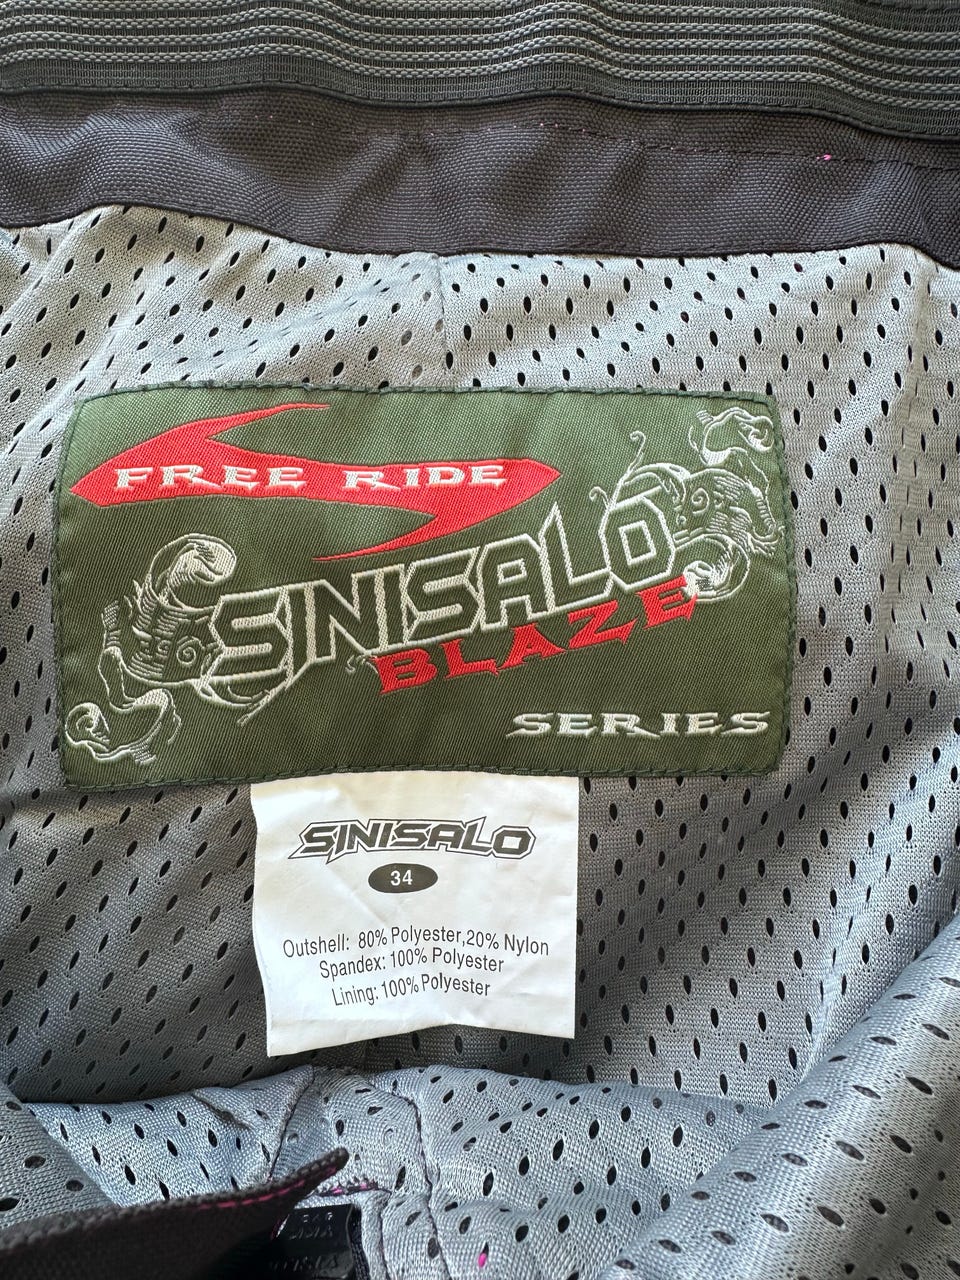 FREE RIDE
SINISALO
BLAZE
SERIES
SINISALO
34
Outshell: 80% Polyester,20% Nylon
Spandex: 100% Polyester
Lining: 100% Polyester